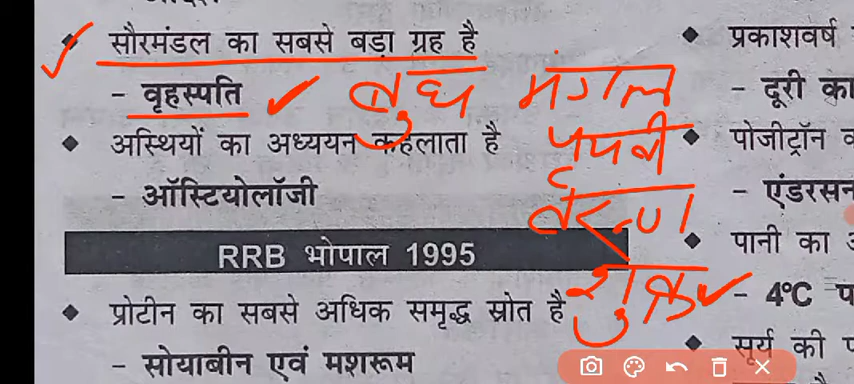 सौरमंडल का सबसे बड़ा ग्रह है
– वृहस्पति
बुध मंगल
पृथ्वी
वरुण
शुक्र
अस्थियों का अध्ययन कहलाता है
– ऑस्टियोलॉजी
RRB भोपाल 1995
प्रोटीन का सबसे अधिक समृद्ध स्रोत है
– सोयाबीन एवं मशरूम
प्रकाशवर्ष
– दूरी का
पोजीट्रॉन
– एंडरसन
पानी का
– 4°C
सूर्य की